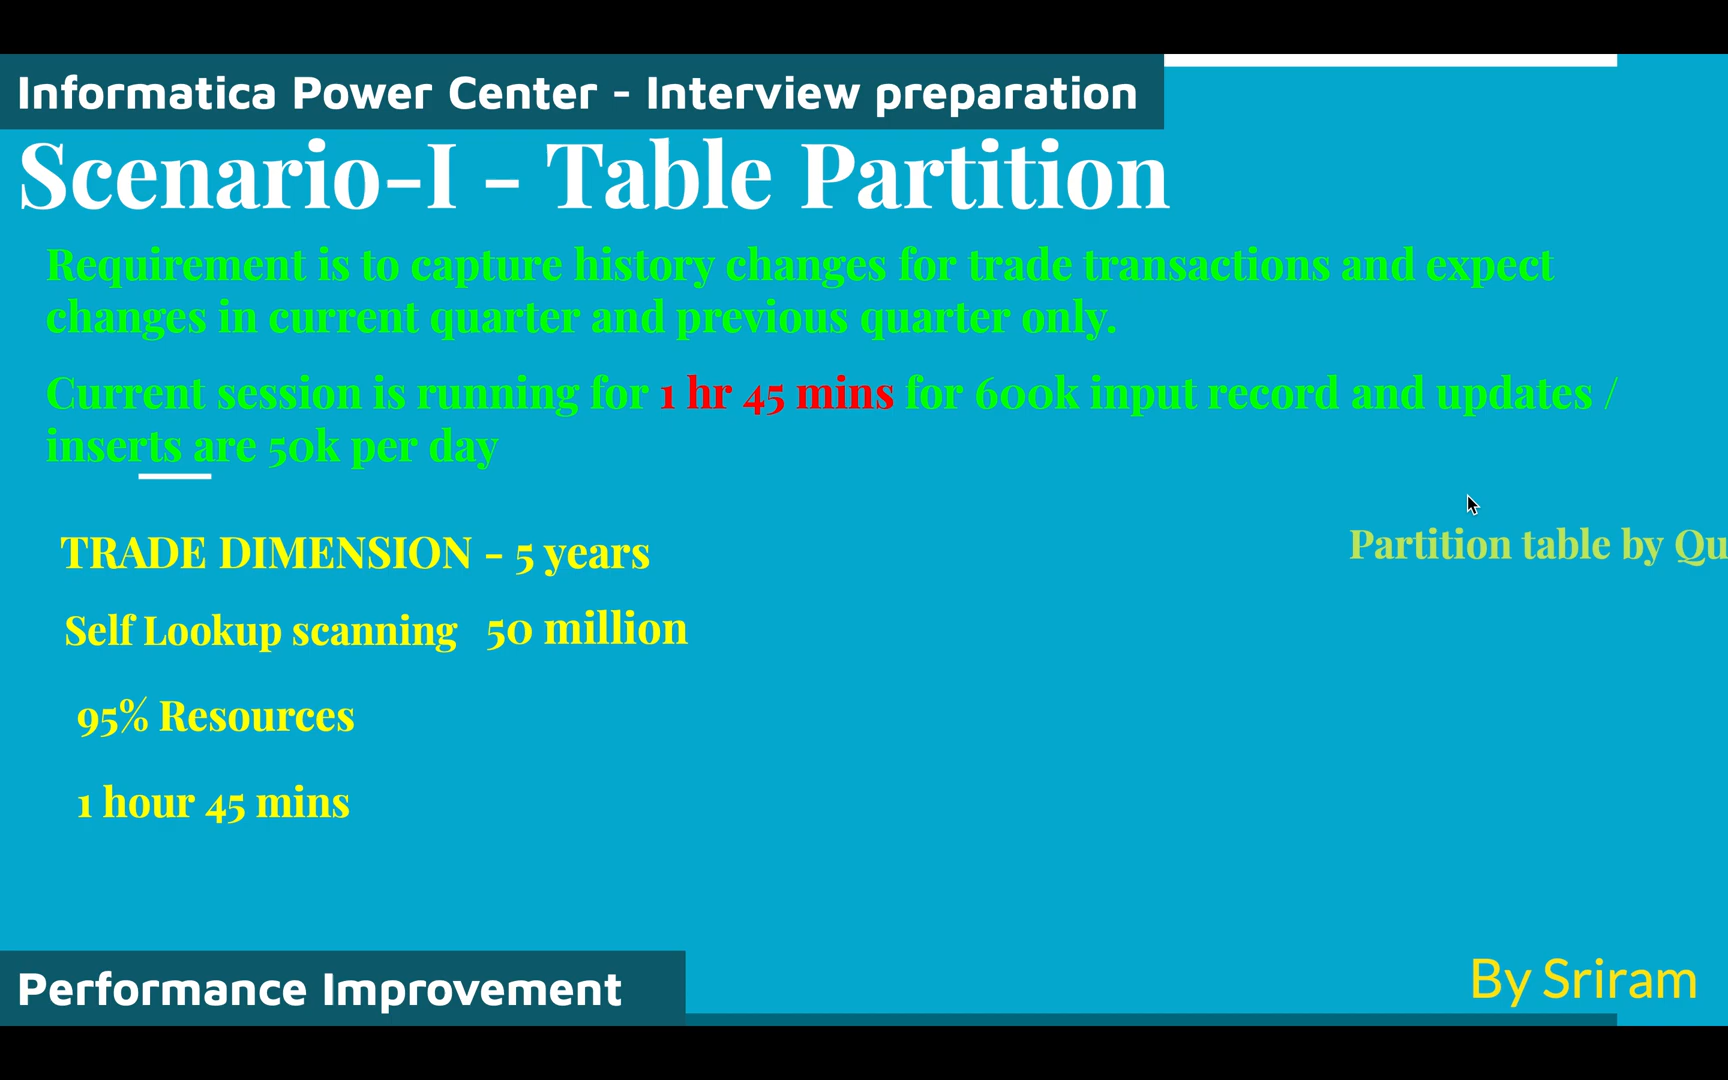 Informatica Power Center - Interview preparation
Scenario-I - Table Partition
Requirement is to capture history changes for trade transactions and expect
changes in current quarter and previous quarter only.
Current session is running for 1 hr 45 mins for 600k input record and updates /
inserts are 50k per day
TRADE DIMENSION - 5 years
Partition table by Qu
Self Lookup scanning 50 million
95% Resources
1 hour 45 mins
Performance Improvement
By Sriram